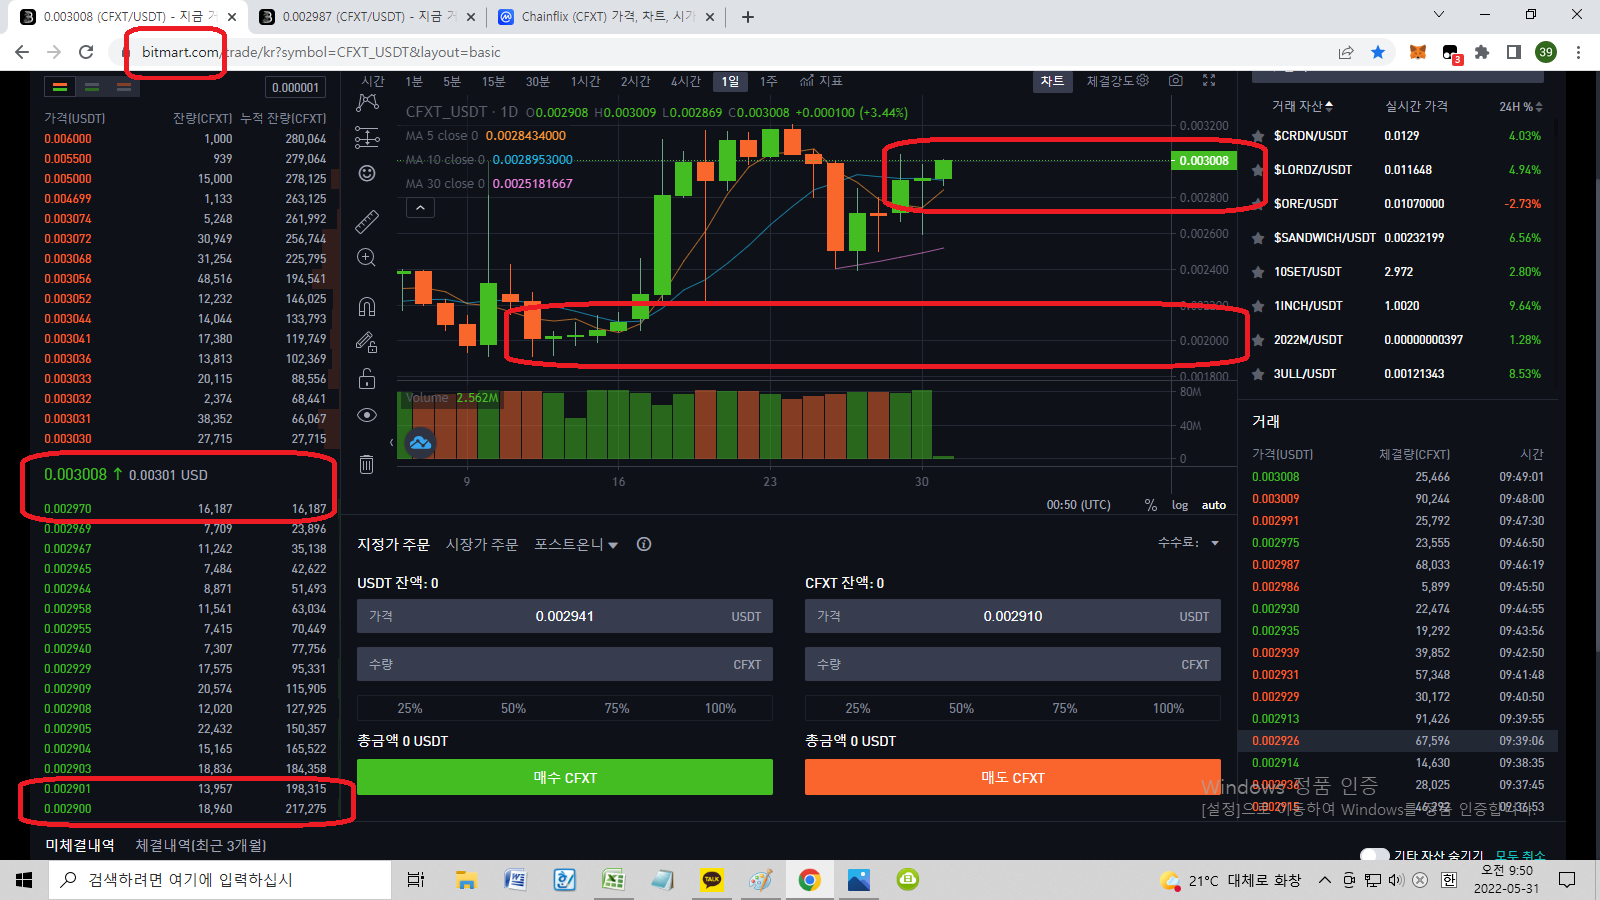 0.003008 (CFXT/USDT) - 지금 거
0.002987 (CFXT/USDT) - 지금 거
Chainflix (CFXT) 가격, 차트, 시가
bitmart.com/trade/kr?symbol=CFXT_USDT&layout=basic
3
39
0.000001
가격(USDT) 잔량(CFXT) 누적 잔량(CFXT)
0.006000 1,000 280,064
0.005500 939 279,064
0.005000 15,000 278,125
0.004699 1,133 263,125
0.003074 5,248 261,992
0.003072 30,949 256,744
0.003068 31,254 225,795
0.003056 48,516 194,541
0.003052 12,232 146,025
0.003044 14,044 133,793
0.003041 17,380 119,749
0.003036 13,813 102,369
0.003033 20,115 88,556
0.003032 2,374 68,441
0.003031 38,352 66,067
0.003030 27,715 27,715
0.003008 ↑ 0.00301 USD
0.002970 16,187 16,187
0.002969 7,709 23,896
0.002967 11,242 35,138
0.002965 7,484 42,622
0.002964 8,871 51,493
0.002958 11,541 63,034
0.002955 7,415 70,449
0.002940 7,307 77,756
0.002929 17,575 95,331
0.002909 20,574 115,905
0.002908 12,020 127,925
0.002905 22,432 150,357
0.002904 15,165 165,522
0.002903 18,836 184,358
0.002901 13,957 198,315
0.002900 18,960 217,275
미체결내역 체결내역(최근 3개월)
시간 1분 5분 15분 30분 1시간 2시간 4시간 1일 1주 지표 차트 체결강도
CFXT_USDT · 1D O0.002908 H0.003009 L0.002869 C0.003008 +0.000100 (+3.44%)
MA 5 close 0 0.0028434000
MA 10 close 0 0.0028953000
MA 30 close 0 0.0025181667
0.003200
0.003008
0.002800
0.002600
0.002400
0.002000
0.001800
Volume 2.562M
80M
40M
0
9 16 23 30
00:50 (UTC) % log auto
지정가 주문 시장가 주문 포스트온니
수수료:
USDT 잔액: 0
가격 0.002941 USDT
수량 CFXT
25% 50% 75% 100%
총금액 0 USDT
매수 CFXT
CFXT 잔액: 0
가격 0.002910 USDT
수량 CFXT
25% 50% 75% 100%
총금액 0 USDT
매도 CFXT
거래 자산 실시간 가격 24H %
$CRDN/USDT 0.0129 4.03%
$LORDZ/USDT 0.011648 4.94%
$ORE/USDT 0.01070000 -2.73%
$SANDWICH/USDT 0.00232199 6.56%
10SET/USDT 2.972 2.80%
1INCH/USDT 1.0020 9.64%
2022M/USDT 0.00000000397 1.28%
3ULL/USDT 0.00121343 8.53%
거래
가격(USDT) 체결량(CFXT) 시간
0.003008 25,466 09:49:01
0.003009 90,244 09:48:00
0.002991 25,792 09:47:30
0.002975 23,555 09:46:50
0.002987 68,033 09:46:19
0.002986 5,899 09:45:50
0.002930 22,474 09:44:55
0.002935 19,292 09:43:56
0.002939 39,852 09:42:50
0.002931 57,348 09:41:48
0.002929 30,172 09:40:50
0.002913 91,426 09:39:55
0.002926 67,596 09:39:06
0.002914 14,630 09:38:35
0.002936 28,025 09:37:45
0.002915 46,292 09:36:53
Windows 정품 인증
[설정]으로 이동하여 Windows를 정품 인증합니다.
기타 자산 숨기기 모두 취소
검색하려면 여기에 입력하십시
TALK
21°C 대체로 화창
한
오전 9:50
2022-05-31